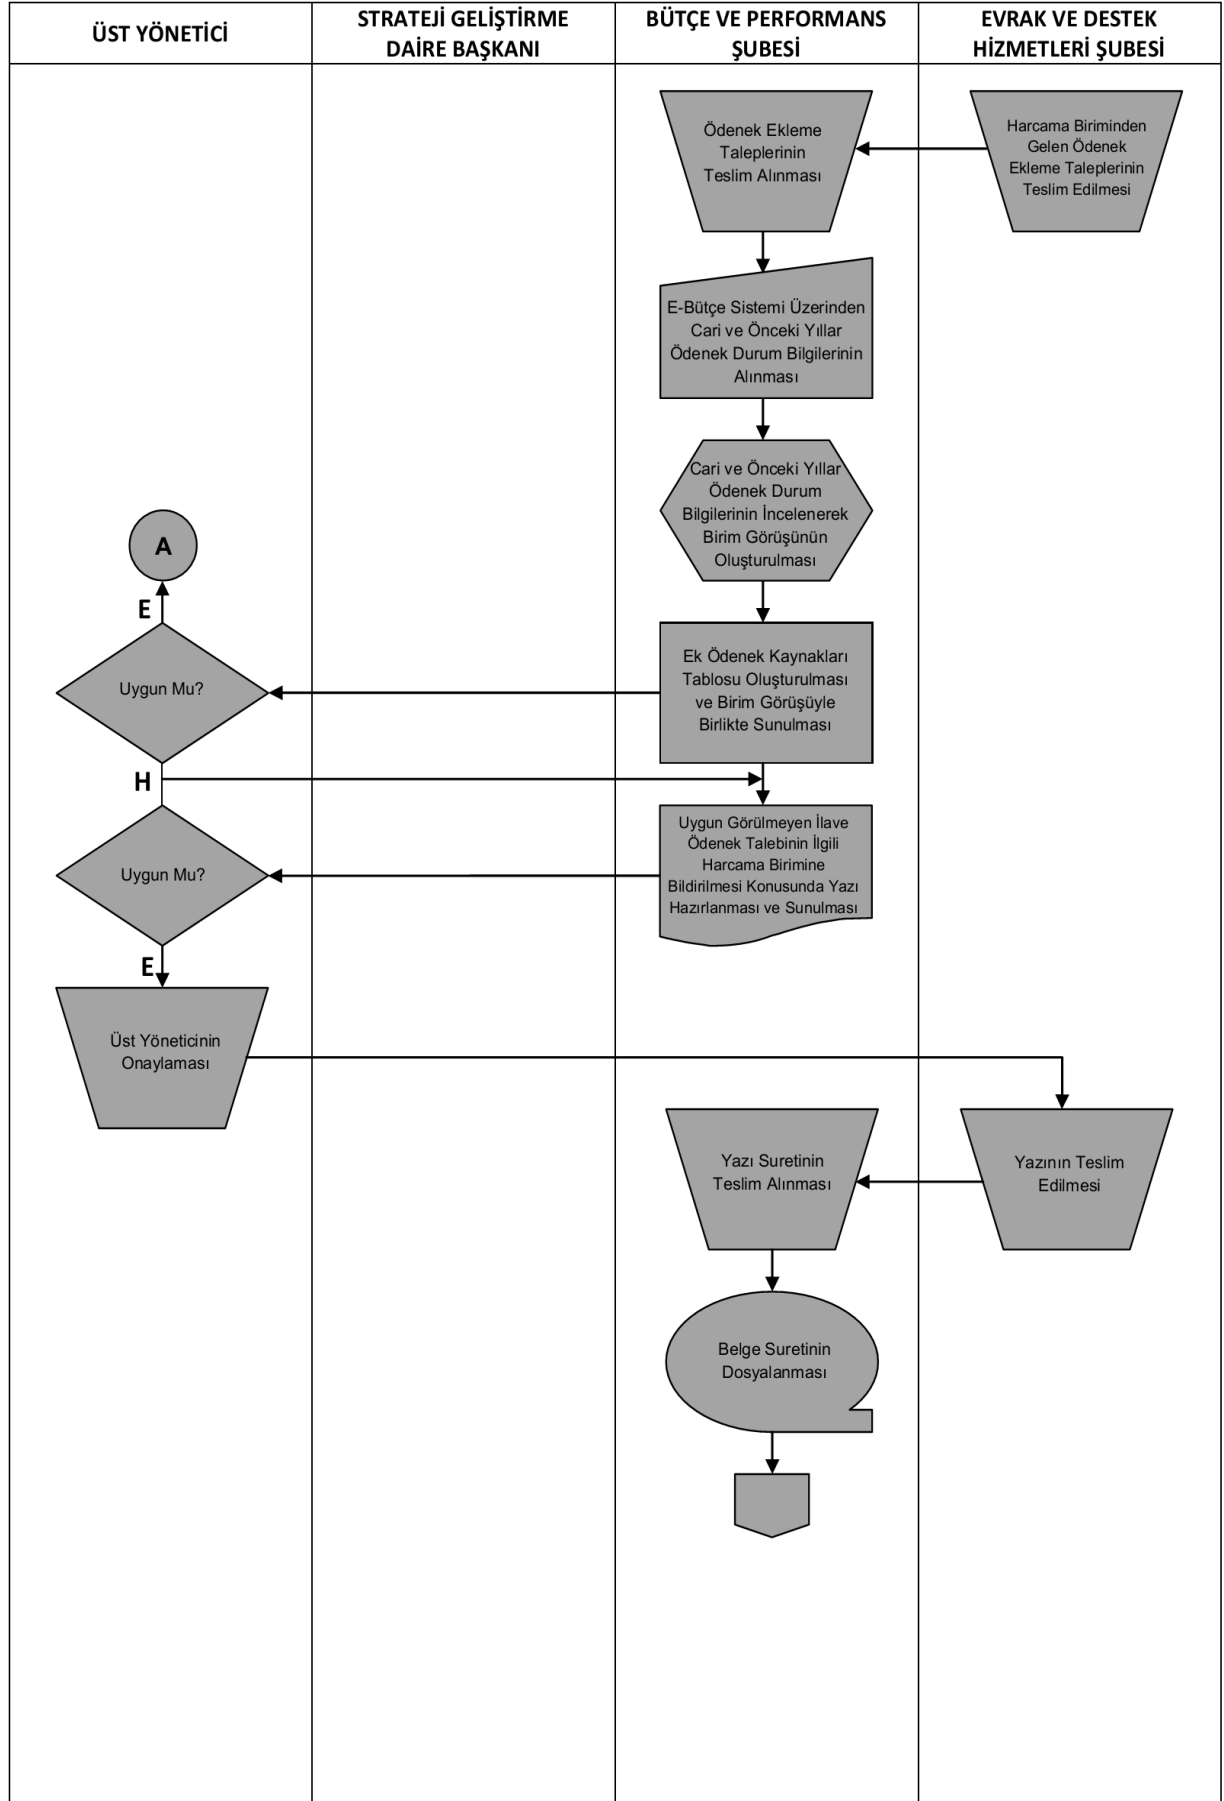 ÜST YÖNETİCİ
STRATEJİ GELİŞTİRME
DAİRE BAŞKANI
BÜTÇE VE PERFORMANS
ŞUBESİ
EVRAK VE DESTEK
HİZMETLERİ ŞUBESİ
Harcama Biriminden
Gelen Ödenek
Ekleme Taleplerinin
Teslim Edilmesi
Ödenek Ekleme
Taleplerinin
Teslim Alınması
E-Bütçe Sistemi Üzerinden
Cari ve Önceki Yıllar
Ödenek Durum Bilgilerinin
Alınması
Cari ve Önceki Yıllar
Ödenek Durum
Bilgilerinin İncelenerek
Birim Görüşünün
Oluşturulması
Ek Ödenek Kaynakları
Tablosu Oluşturulması
ve Birim Görüşüyle
Birlikte Sunulması
A
E
Uygun Mu?
H
Uygun Görülmeyen İlave
Ödenek Talebinin İlgili
Harcama Birimine
Bildirilmesi Konusunda Yazı
Hazırlanması ve Sunulması
Uygun Mu?
E
Üst Yöneticinin
Onaylaması
Yazının Teslim
Edilmesi
Yazı Suretinin
Teslim Alınması
Belge Suretinin
Dosyalanması